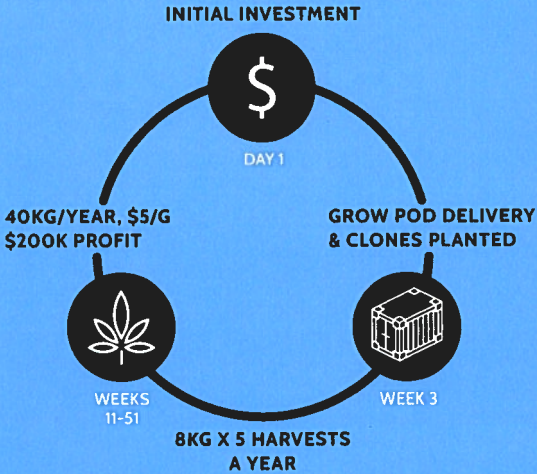 INITIAL INVESTMENT
$
DAY 1
40KG/YEAR, $5/G
$200K PROFIT
GROW POD DELIVERY
& CLONES PLANTED
WEEKS
11-51
WEEK 3
8KG X 5 HARVESTS
A YEAR